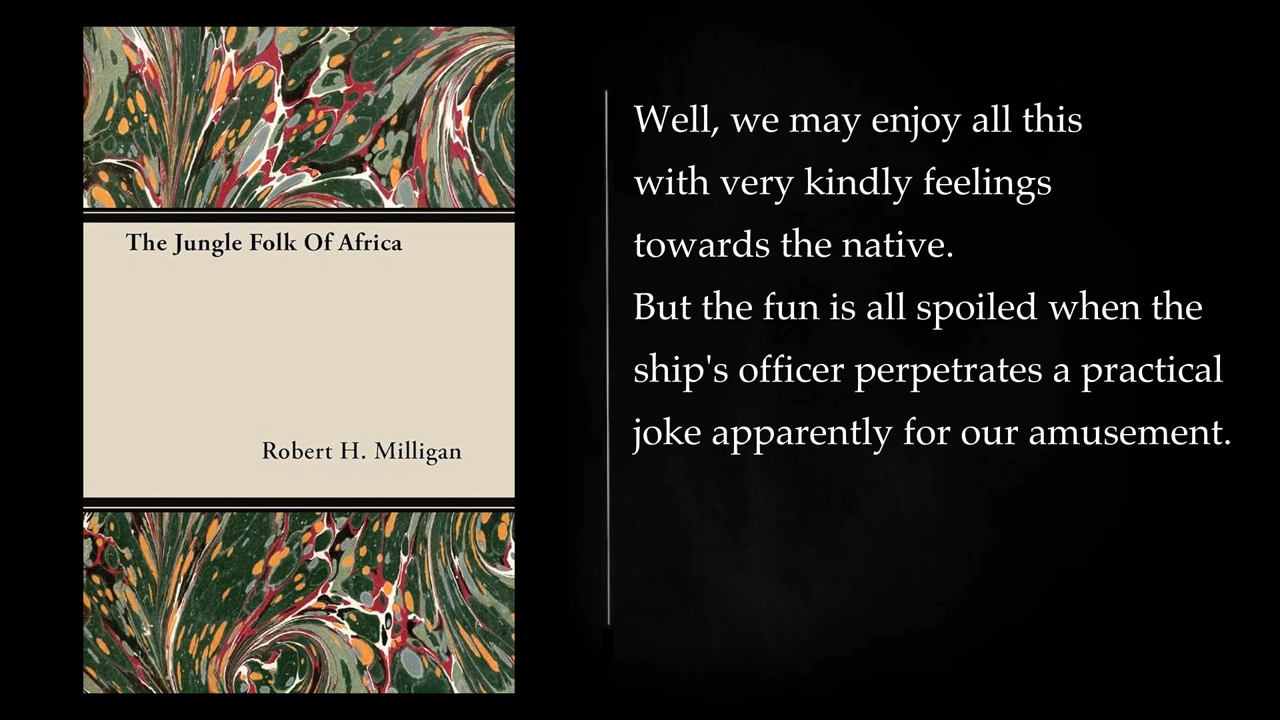 The Jungle Folk Of Africa
Robert H. Milligan
Well, we may enjoy all this
with very kindly feelings
towards the native.
But the fun is all spoiled when the
ship's officer perpetrates a practical
joke apparently for our amusement.